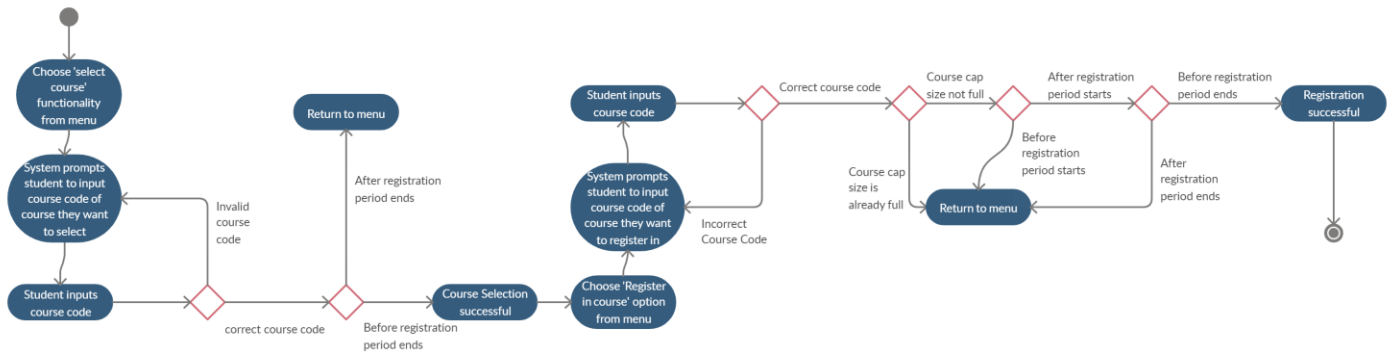 Choose 'select
course'
functionality
from menu
System prompts
student to input
course code of
course they want
to select
Student inputs
course code
Invalid
course
code
correct course code
Return to menu
After registration
period ends
Before registration
period ends
Course Selection
successful
Choose 'Register
in course' option
from menu
System prompts
student to input
course code of
course they want
to register in
Student inputs
course code
Incorrect
Course Code
Correct course code
Course cap
size not full
Course cap
size is
already full
After registration
period starts
Before
registration
period starts
Return to menu
Before registration
period ends
After
registration
period ends
Registration
successful